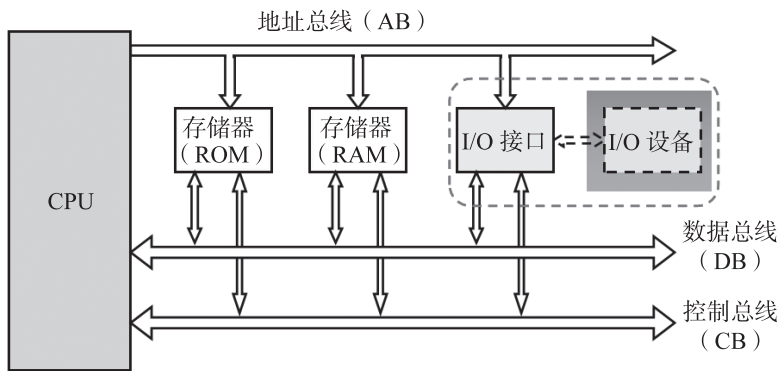 地址总线（AB）
存储器
（ROM）
存储器
（RAM）
I/O 接口
I/O 设备
CPU
数据总线
（DB）
控制总线
（CB）